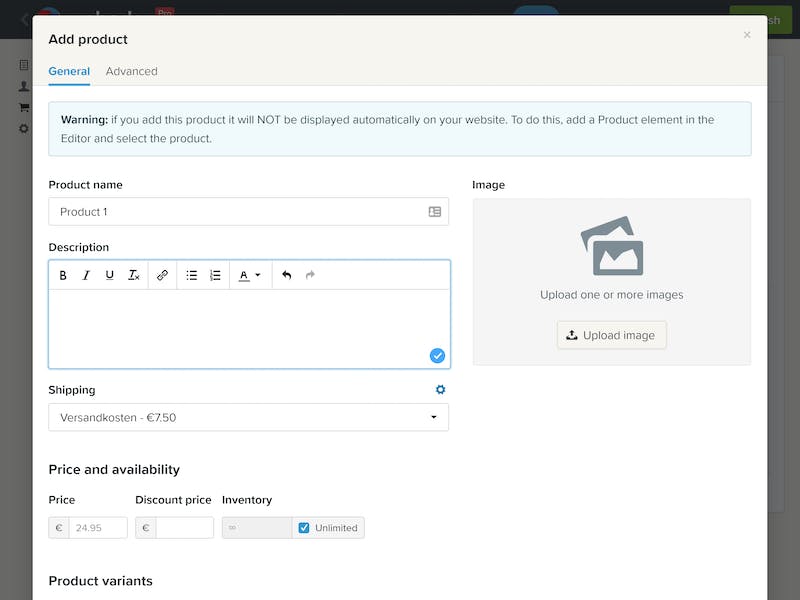 Pro
sh
Add product
General Advanced
Warning: if you add this product it will NOT be displayed automatically on your website. To do this, add a Product element in the
Editor and select the product.
Product name
Product 1
Image
Upload one or more images
Upload image
Description
B I U Tx A
Shipping
Versandkosten - €7.50
Price and availability
Price Discount price Inventory
€ 24.95 € ∞ Unlimited
Product variants